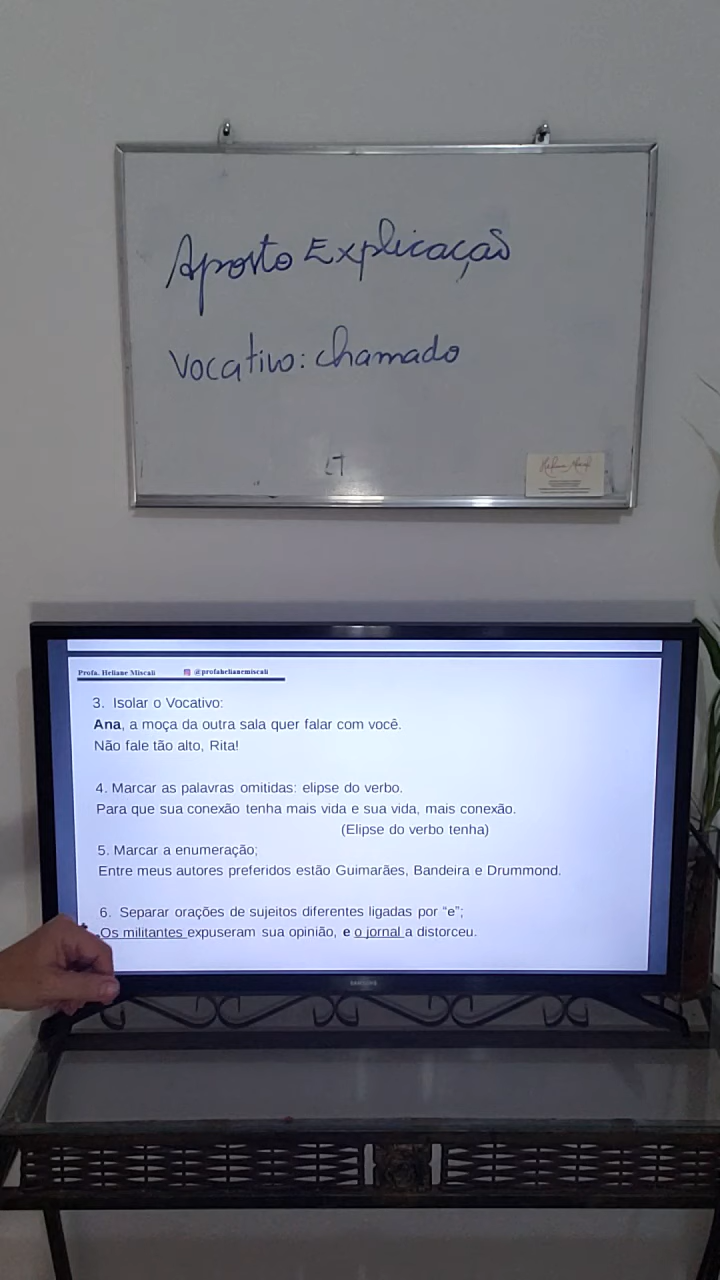 Aposto Explicação
Vocativo: chamado
LT
Profa. Heliane Miscali @profahelianemiscali
3. Isolar o Vocativo:
Ana, a moça da outra sala quer falar com você.
Não fale tão alto, Rita!
4. Marcar as palavras omitidas: elipse do verbo.
Para que sua conexão tenha mais vida e sua vida, mais conexão.
(Elipse do verbo tenha)
5. Marcar a enumeração;
Entre meus autores preferidos estão Guimarães, Bandeira e Drummond.
6. Separar orações de sujeitos diferentes ligadas por “e”;
Os militantes expuseram sua opinião, e o jornal a distorceu.
SAMSUNG